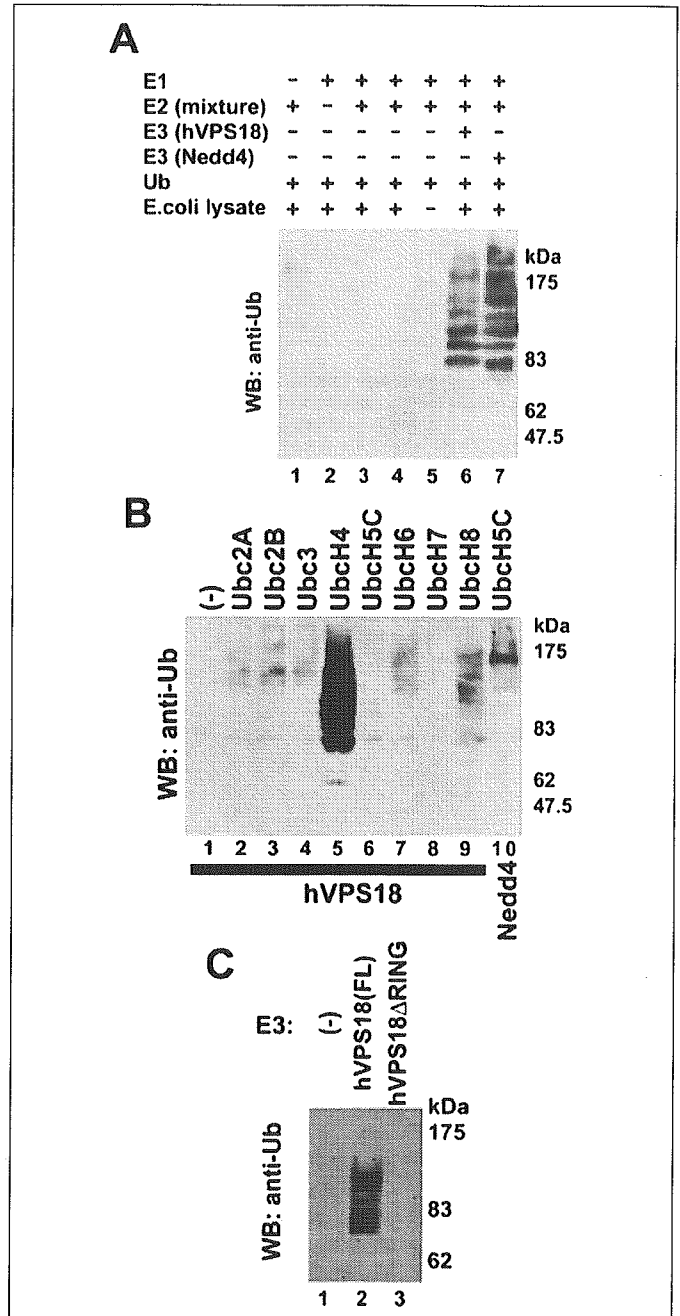 A
E1 - + + + + + +
E2 (mixture) + - + + + + +
E3 (hVPS18) - - - - - + -
E3 (Nedd4) - - - - - - +
Ub + + + + + + +
E.coli lysate + + + + - + +
WB: anti-Ub
kDa
175
83
62
47.5
1 2 3 4 5 6 7
B
(-) Ubc2A Ubc2B Ubc3 UbcH4 UbcH5C UbcH6 UbcH7 UbcH8 UbcH5C
WB: anti-Ub
kDa
175
83
62
47.5
1 2 3 4 5 6 7 8 9 10
hVPS18
Nedd4
C
E3: (-) hVPS18(FL) hVPS18ΔRING
WB: anti-Ub
kDa
175
83
62
1 2 3